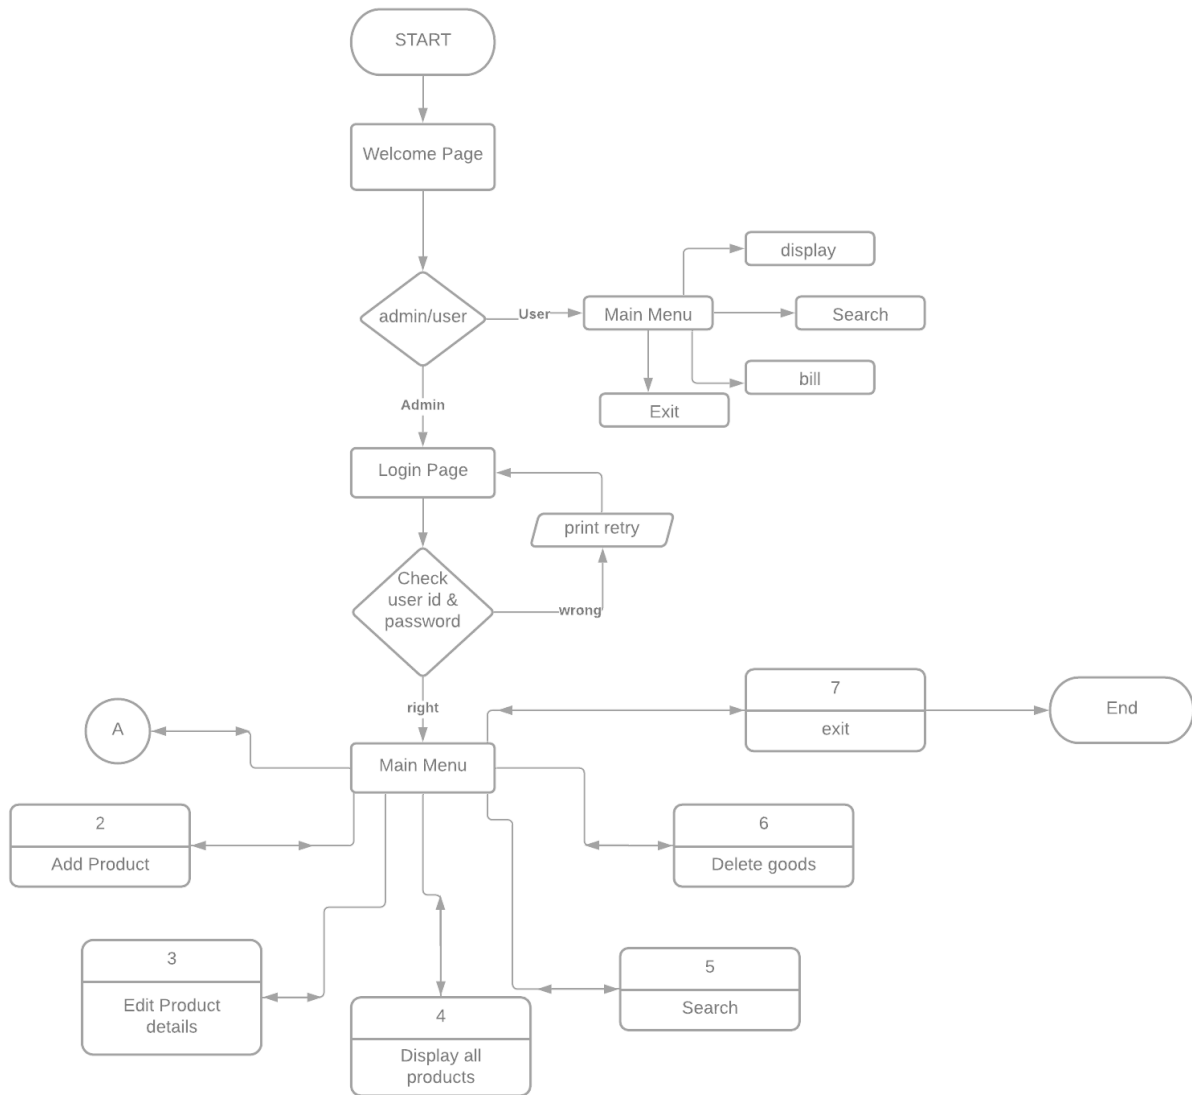 START
Welcome Page
display
admin/user
User
Main Menu
Search
bill
Admin
Exit
Login Page
print retry
Check
user id &
password
wrong
right
7
exit
End
A
Main Menu
2
Add Product
6
Delete goods
3
Edit Product
details
5
Search
4
Display all
products